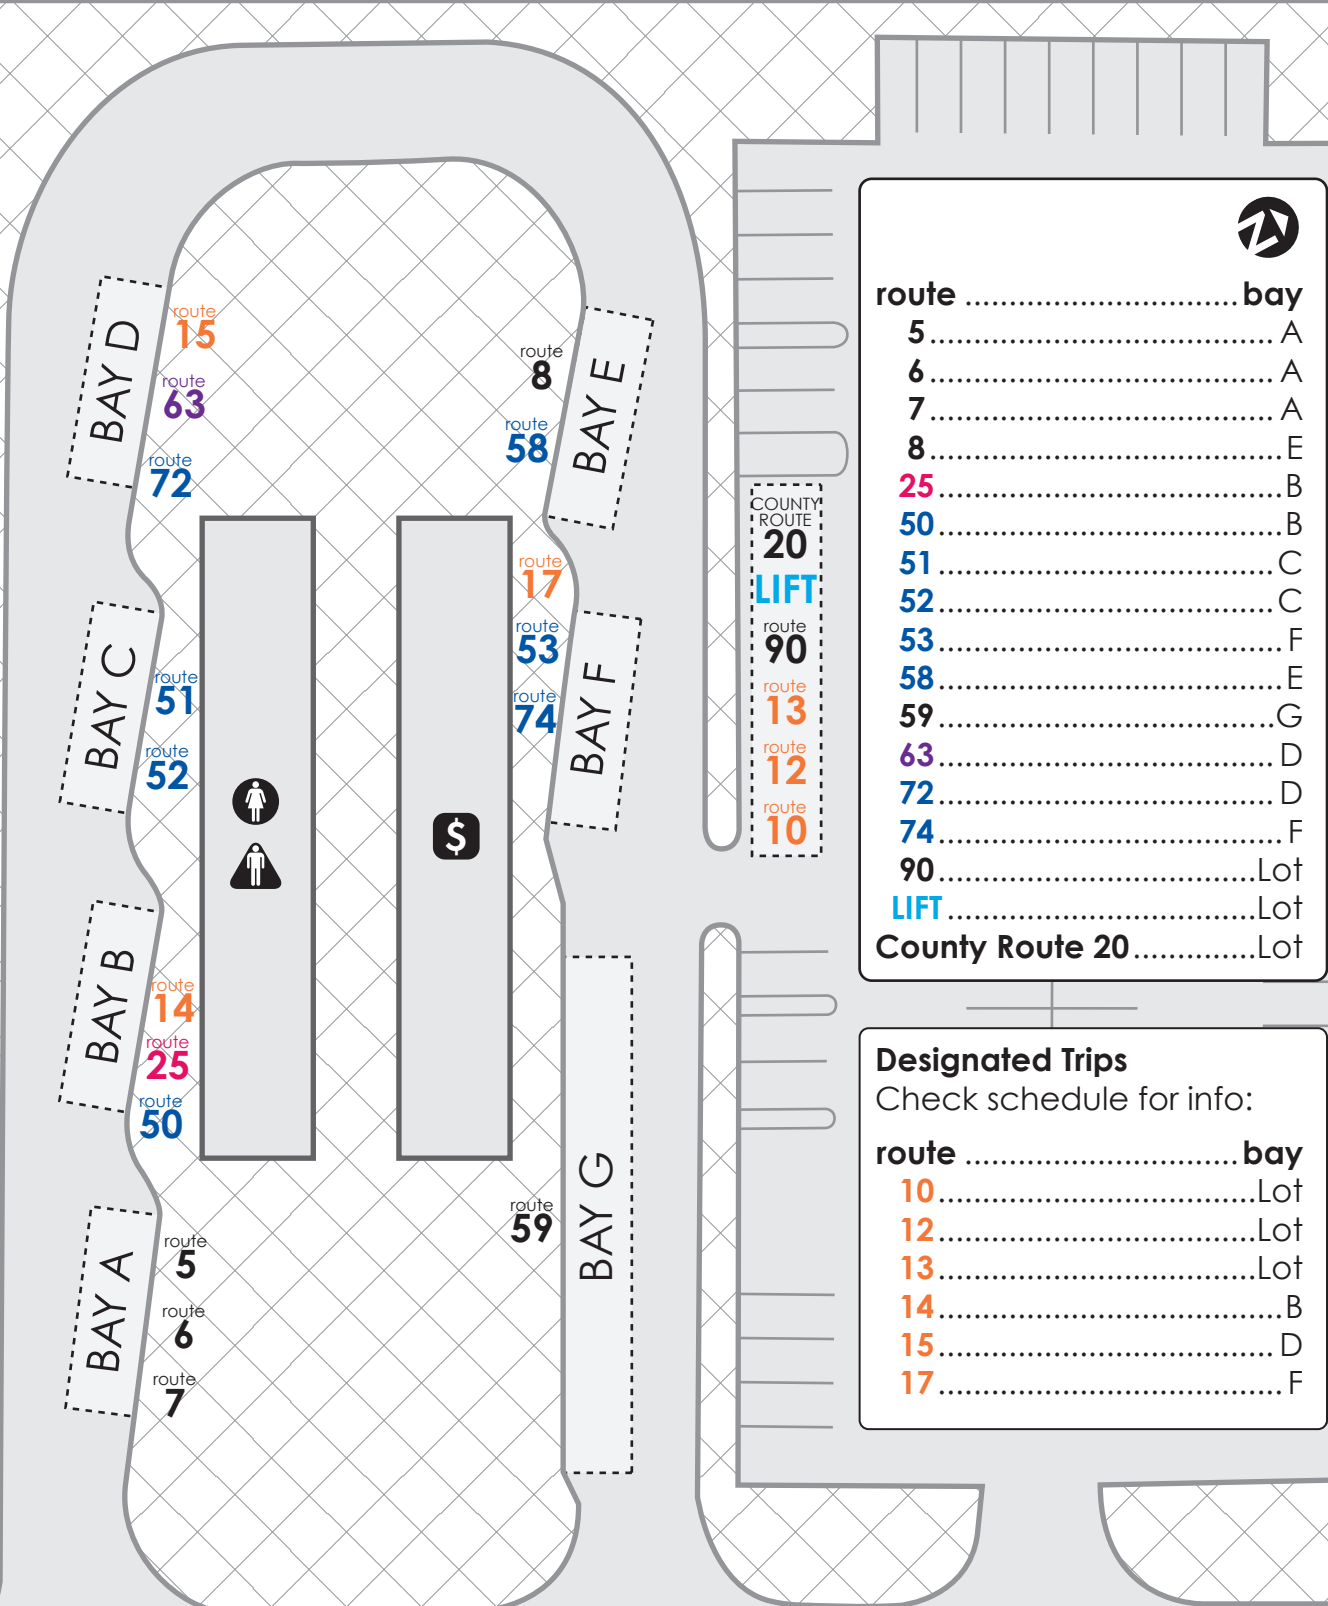 BAY D
route
15
route
63
route
72
BAY C
route
51
route
52
BAY B
route
14
route
25
route
50
BAY A
route
5
route
6
route
7
BAY E
route
8
route
58
BAY F
route
17
route
53
route
74
$
BAY G
route
59
COUNTY
ROUTE
20
LIFT
route
90
route
13
route
12
route
10
route .................................. bay
5 .................................. A
6 .................................. A
7 .................................. A
8 .................................. E
25 .................................. B
50 .................................. B
51 .................................. C
52 .................................. C
53 .................................. F
58 .................................. E
59 .................................. G
63 .................................. D
72 .................................. D
74 .................................. F
90 .................................. Lot
LIFT .................................. Lot
County Route 20 ............ Lot
Designated Trips
Check schedule for info:
route .................................. bay
10 .................................. Lot
12 .................................. Lot
13 .................................. Lot
14 .................................. B
15 .................................. D
17 .................................. F